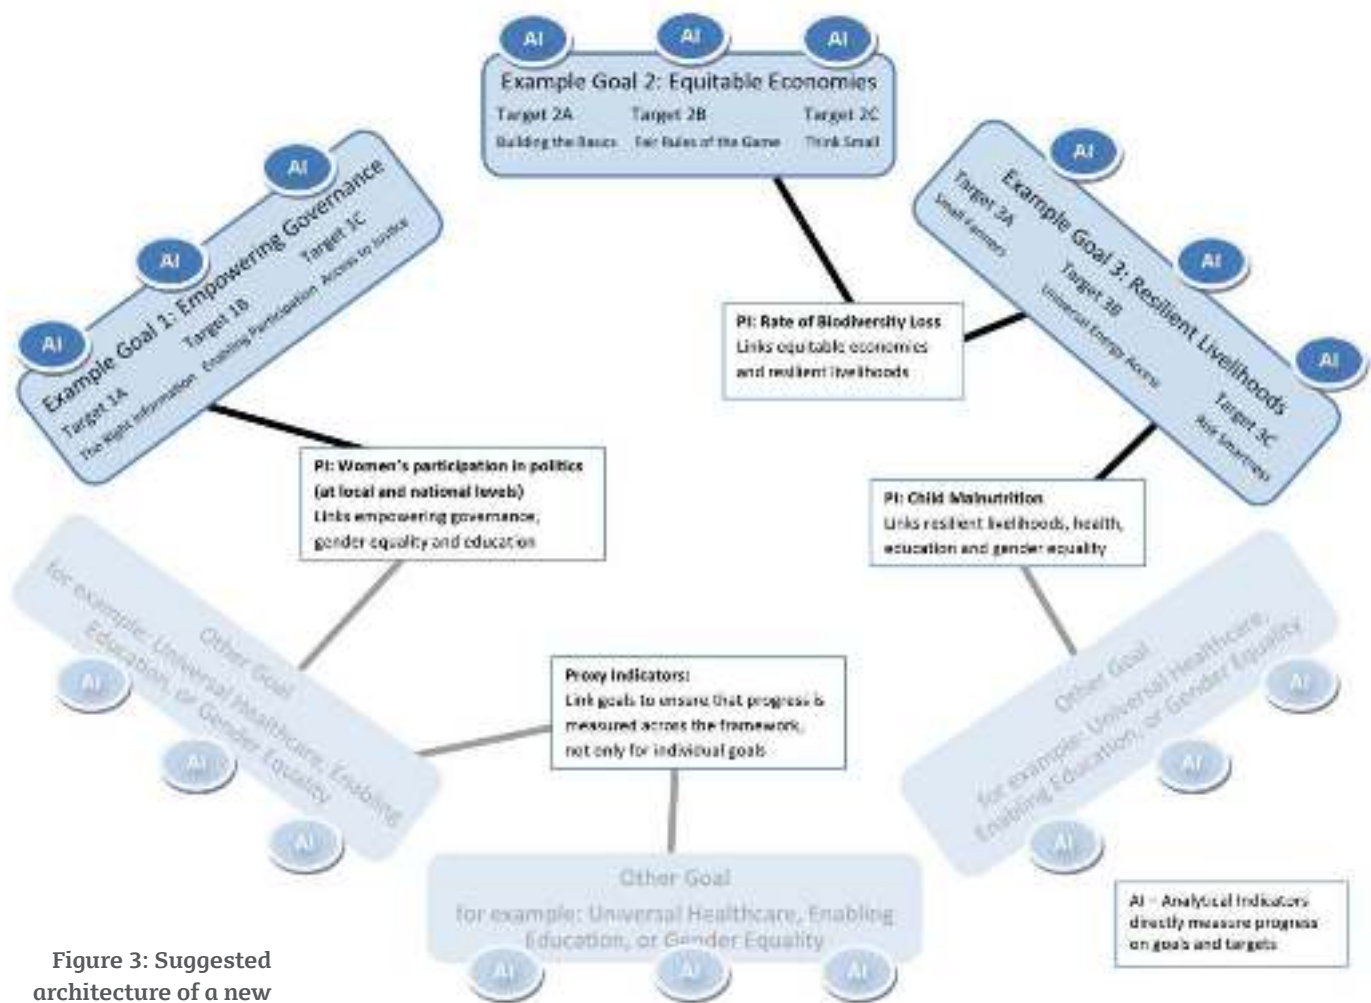 AI
AI
AI
Example Goal 2: Equitable Economies
Target 2A Target 2B Target 2C
Building the Basics Fair Rules of the Game Think Small
AI
AI
AI
Example Goal 1: Empowering Governance
Target 1A Target 1B Target 1C
The Right Information Enabling Participation Access to Justice
AI
AI
AI
Example Goal 3: Resilient Livelihoods
Target 3A Target 3B Target 3C
Small Farmers Universal Energy Access Risk Smartness
PI: Rate of Biodiversity Loss
Links equitable economies
and resilient livelihoods
PI: Women's participation in politics
(at local and national levels)
Links empowering governance,
gender equality and education
PI: Child Malnutrition
Links resilient livelihoods, health,
education and gender equality
Other Goal
for example: Universal Healthcare, Enabling
Education, or Gender Equality
AI
AI
AI
Proxy Indicators:
Link goals to ensure that progress is
measured across the framework,
not only for individual goals
Other Goal
for example: Universal Healthcare,
Enabling Education, or Gender Equality
AI
AI
AI
Other Goal
for example: Universal Healthcare, Enabling
Education, or Gender Equality
AI
AI
AI
AI – Analytical Indicators
directly measure progress
on goals and targets
Figure 3: Suggested
architecture of a new